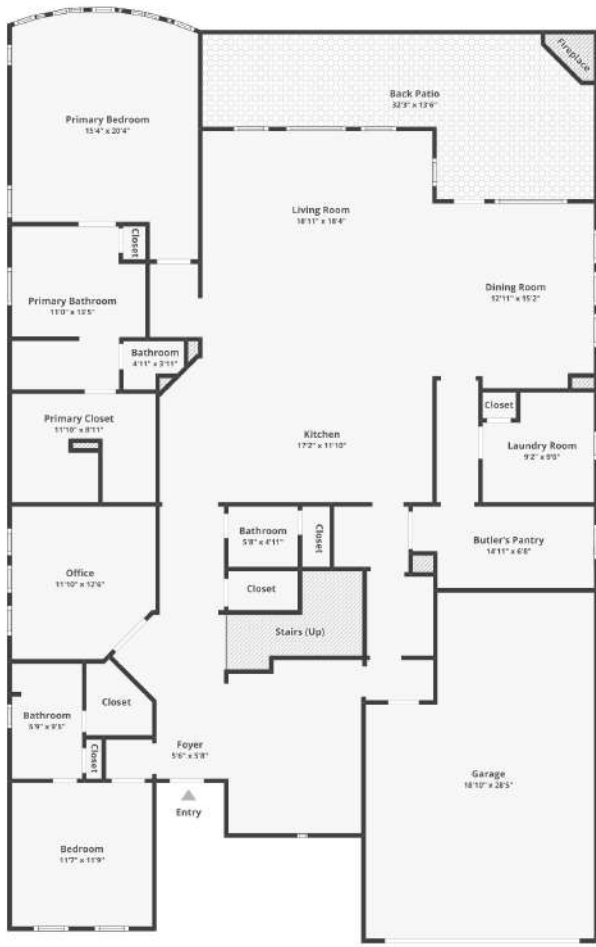 Fireplace
Back Patio
32'3" x 13'6"
Primary Bedroom
15'4" x 20'4"
Living Room
18'11" x 18'4"
Closet
Dining Room
12'11" x 15'2"
Primary Bathroom
11'0" x 13'5"
Bathroom
4'11" x 3'11"
Closet
Primary Closet
11'10" x 8'11"
Kitchen
17'2" x 11'10"
Laundry Room
9'2" x 9'0"
Bathroom
5'8" x 4'11"
Closet
Butler's Pantry
14'11" x 6'8"
Office
11'10" x 12'6"
Closet
Stairs (Up)
Closet
Bathroom
5'9" x 9'5"
Closet
Foyer
5'6" x 5'8"
Garage
18'10" x 28'5"
Entry
Bedroom
11'7" x 11'9"